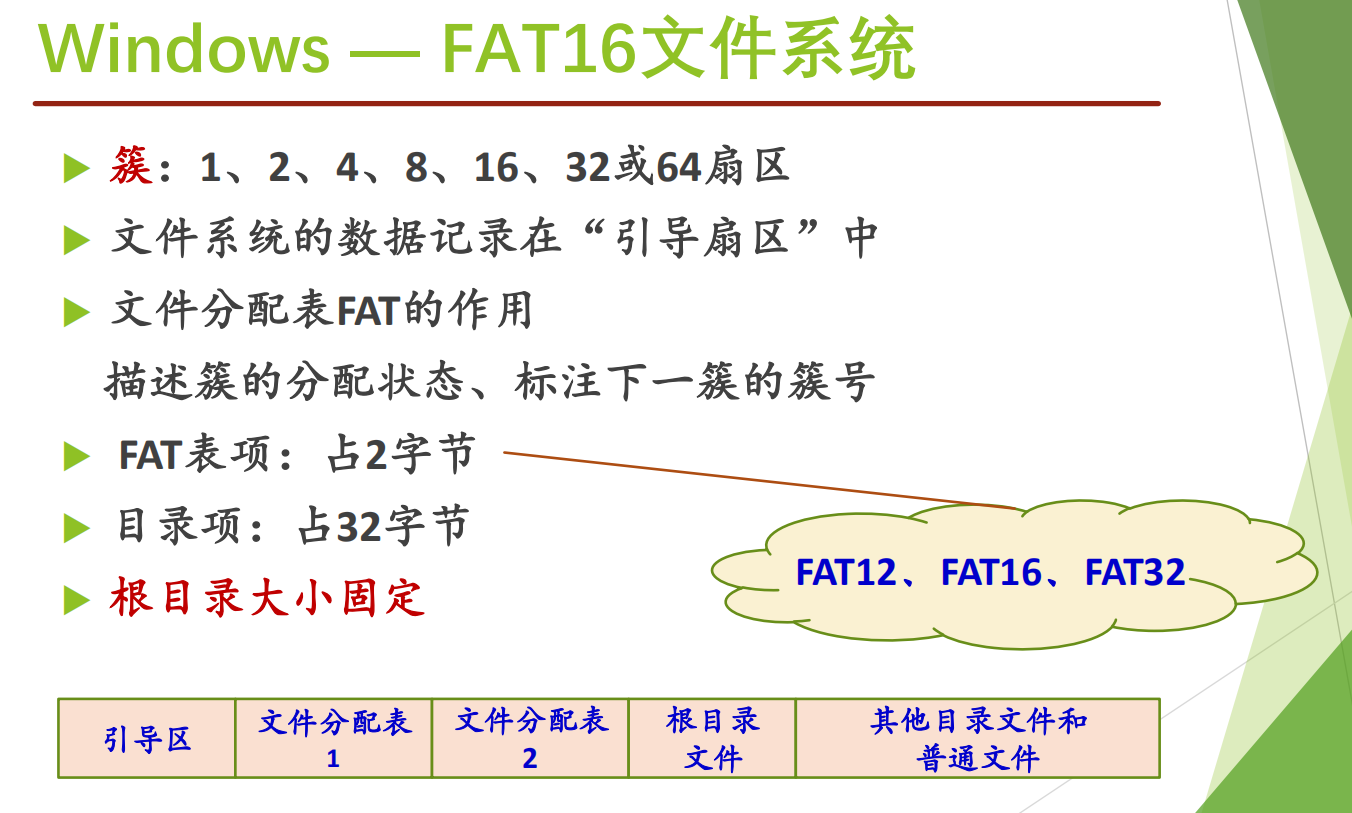 Windows — FAT16文件系统
簇：1、2、4、8、16、32或64扇区
文件系统的数据记录在“引导扇区”中
文件分配表FAT的作用
描述簇的分配状态、标注下一簇的簇号
FAT表项：占2字节
目录项：占32字节
FAT12、FAT16、FAT32
根目录大小固定
引导区
文件分配表
1
文件分配表
2
根目录
文件
其他目录文件和
普通文件